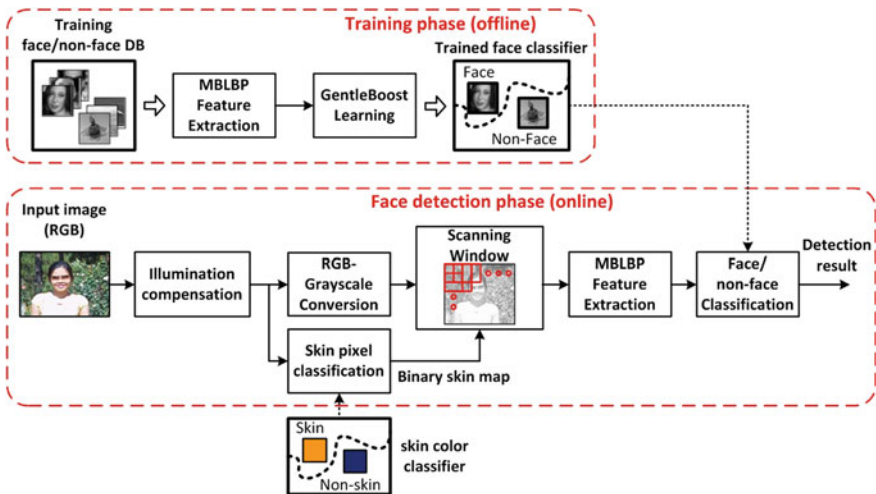 Training phase (offline)
Training
face/non-face DB
MBLBP
Feature
Extraction
GentleBoost
Learning
Trained face classifier
Face
Non-Face
Face detection phase (online)
Input image
(RGB)
Illumination
compensation
RGB-
Grayscale
Conversion
Skin pixel
classification
Binary skin map
Scanning
Window
MBLBP
Feature
Extraction
Face/
non-face
Classification
Detection
result
Skin
Non-skin
skin color
classifier